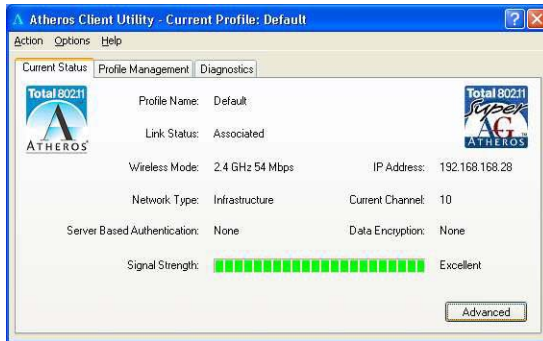 Atheros Client Utility - Current Profile: Default
Action Options Help
Current Status Profile Management Diagnostics
Total 802.11
ATHEROS
Total 802.11
Super
AG
ATHEROS
Profile Name: Default
Link Status: Associated
Wireless Mode: 2.4 GHz 54 Mbps IP Address: 192.168.168.28
Network Type: Infrastructure Current Channel: 10
Server Based Authentication: None Data Encryption: None
Signal Strength: Excellent
Advanced